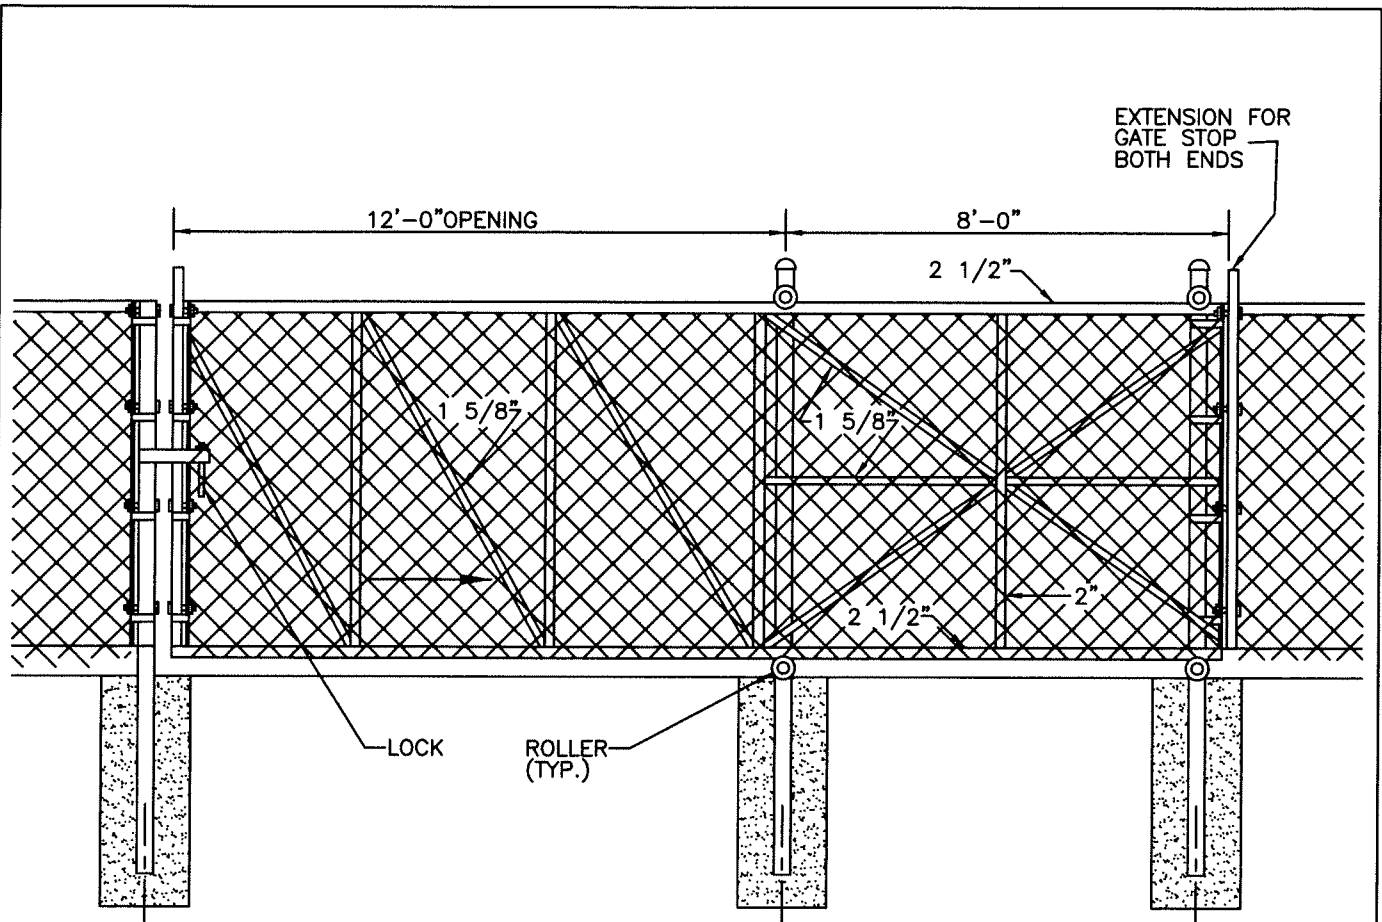 EXTENSION FOR
GATE STOP
BOTH ENDS
12'-0"OPENING
8'-0"
2 1/2"
1 5/8"
1 5/8"
2"
2 1/2"
LOCK
ROLLER
(TYP.)